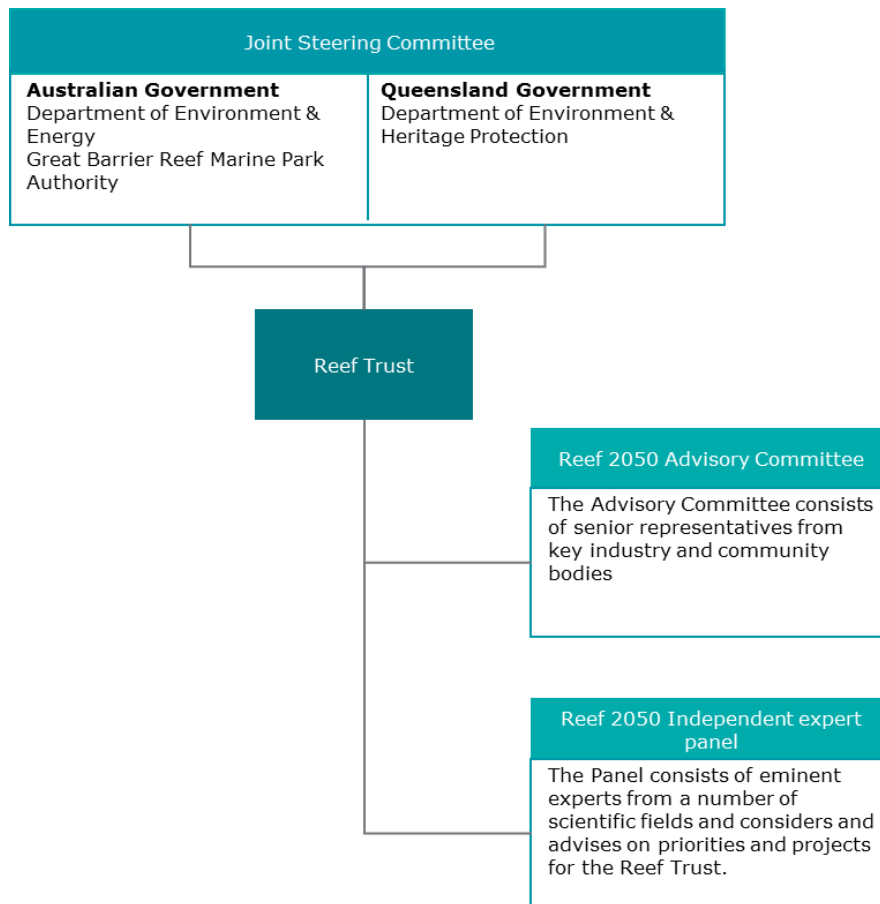 Joint Steering Committee
Australian Government
Department of Environment &
Energy
Great Barrier Reef Marine Park
Authority
Queensland Government
Department of Environment &
Heritage Protection
Reef Trust
Reef 2050 Advisory Committee
The Advisory Committee consists
of senior representatives from
key industry and community
bodies
Reef 2050 Independent expert
panel
The Panel consists of eminent
experts from a number of
scientific fields and considers and
advises on priorities and projects
for the Reef Trust.